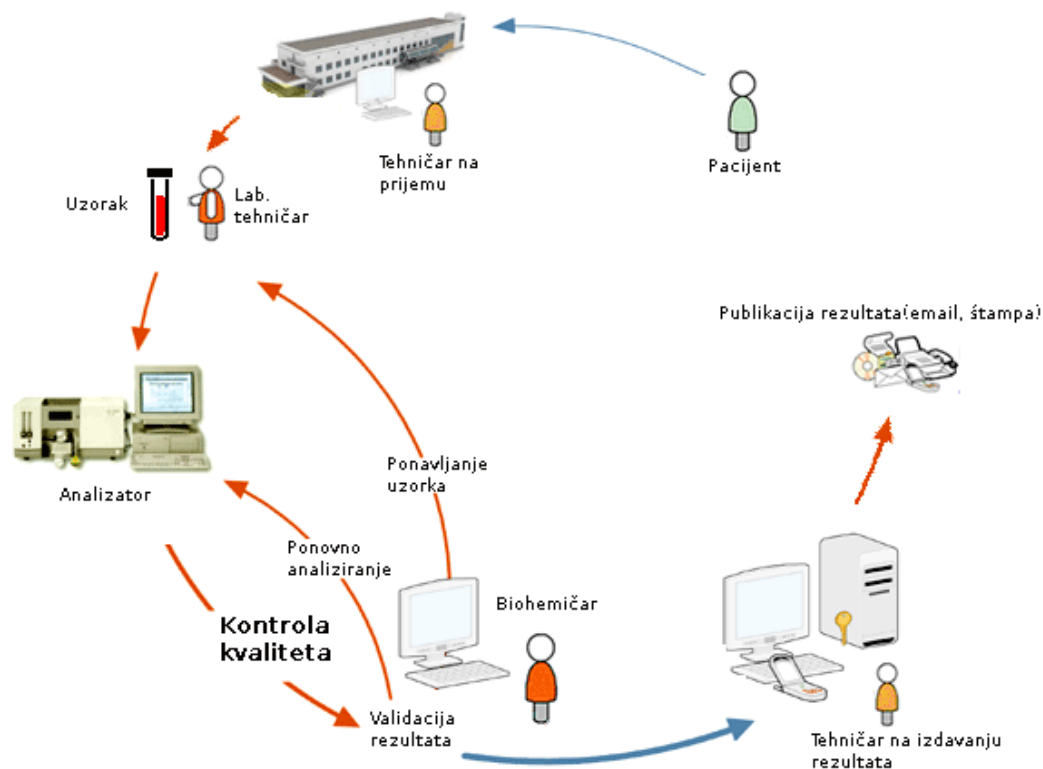 Tehničar na
prijemu
Pacijent
Uzorak
Lab.
tehničar
Publikacija rezultata(email, štampa)
Analizator
Ponavljanje
uzorka
Ponovno
analiziranje
Kontrola
kvaliteta
Biohemičar
Validacija
rezultata
Tehničar na izdavanju
rezultata